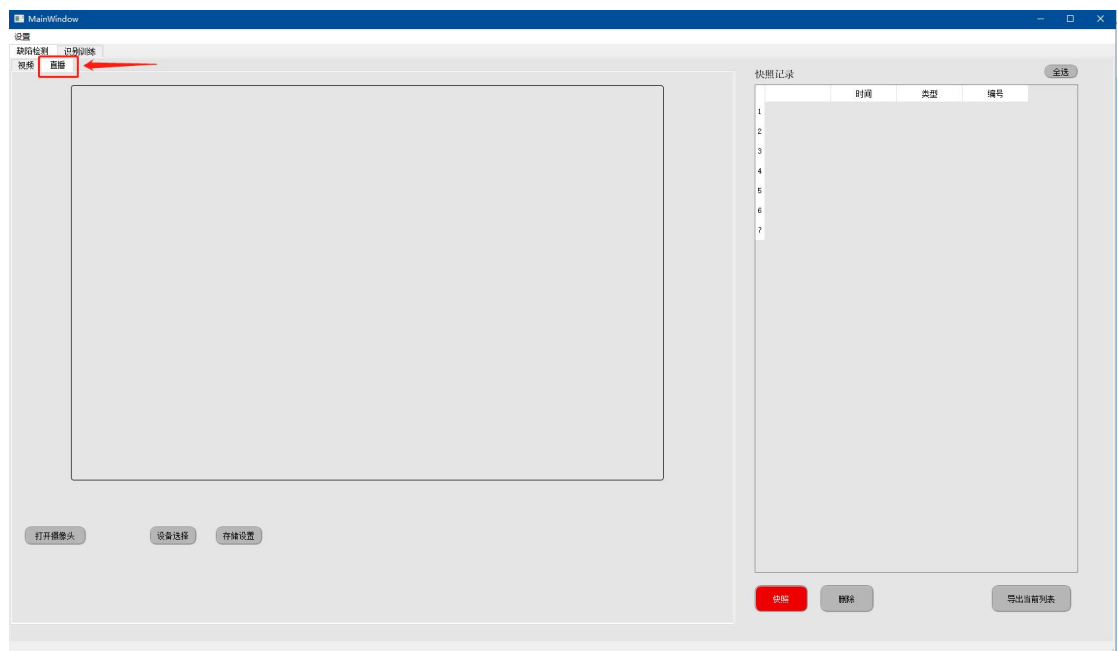 MainWindow
设置
缺陷检测 识别训练
视频 直播
快照记录 全选
时间 类型 编号
1
2
3
4
5
6
7
打开摄像头 设备选择 存储设置
快照 删除 导出当前列表